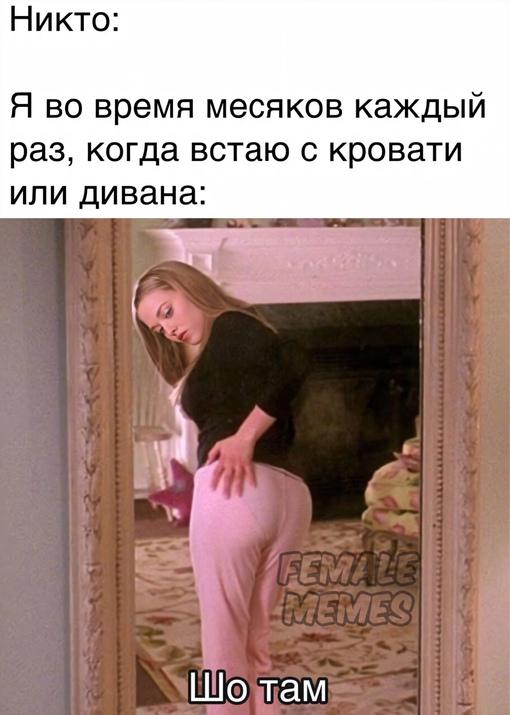 Никто:
Я во время месяков каждый
раз, когда встаю с кровати
или дивана:
FEMALE
MEMES
Шо там